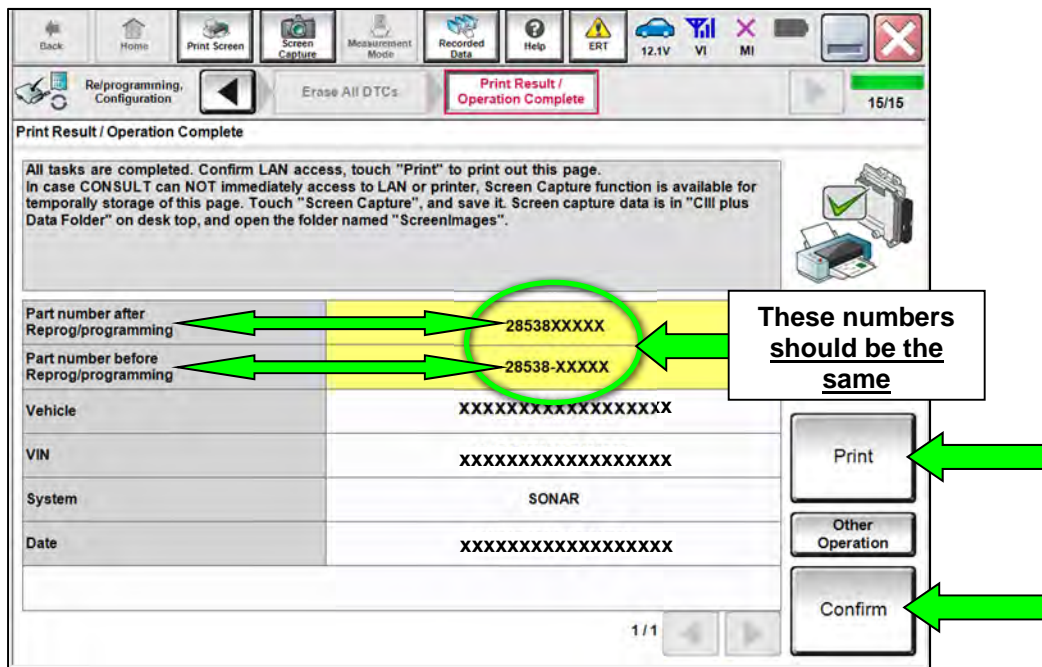 Back
Home
Print Screen
Screen
Capture
Measurement
Mode
Recorded
Data
Help
ERT
12.1V
VI
MI
Re/programming,
Configuration
Erase All DTCs
Print Result /
Operation Complete
15/15
Print Result / Operation Complete
All tasks are completed. Confirm LAN access, touch "Print" to print out this page.
In case CONSULT can NOT immediately access to LAN or printer, Screen Capture function is available for
temporally storage of this page. Touch "Screen Capture", and save it. Screen capture data is in "CIII plus
Data Folder" on desk top, and open the folder named "ScreenImages".
Part number after
Reprog/programming
28538XXXXX
Part number before
Reprog/programming
28538-XXXXX
These numbers
should be the
same
Vehicle
XXXXXXXXXXXXXXXXXX
VIN
XXXXXXXXXXXXXXXXXX
System
SONAR
Date
XXXXXXXXXXXXXXXXXX
Print
Other
Operation
Confirm
1/1